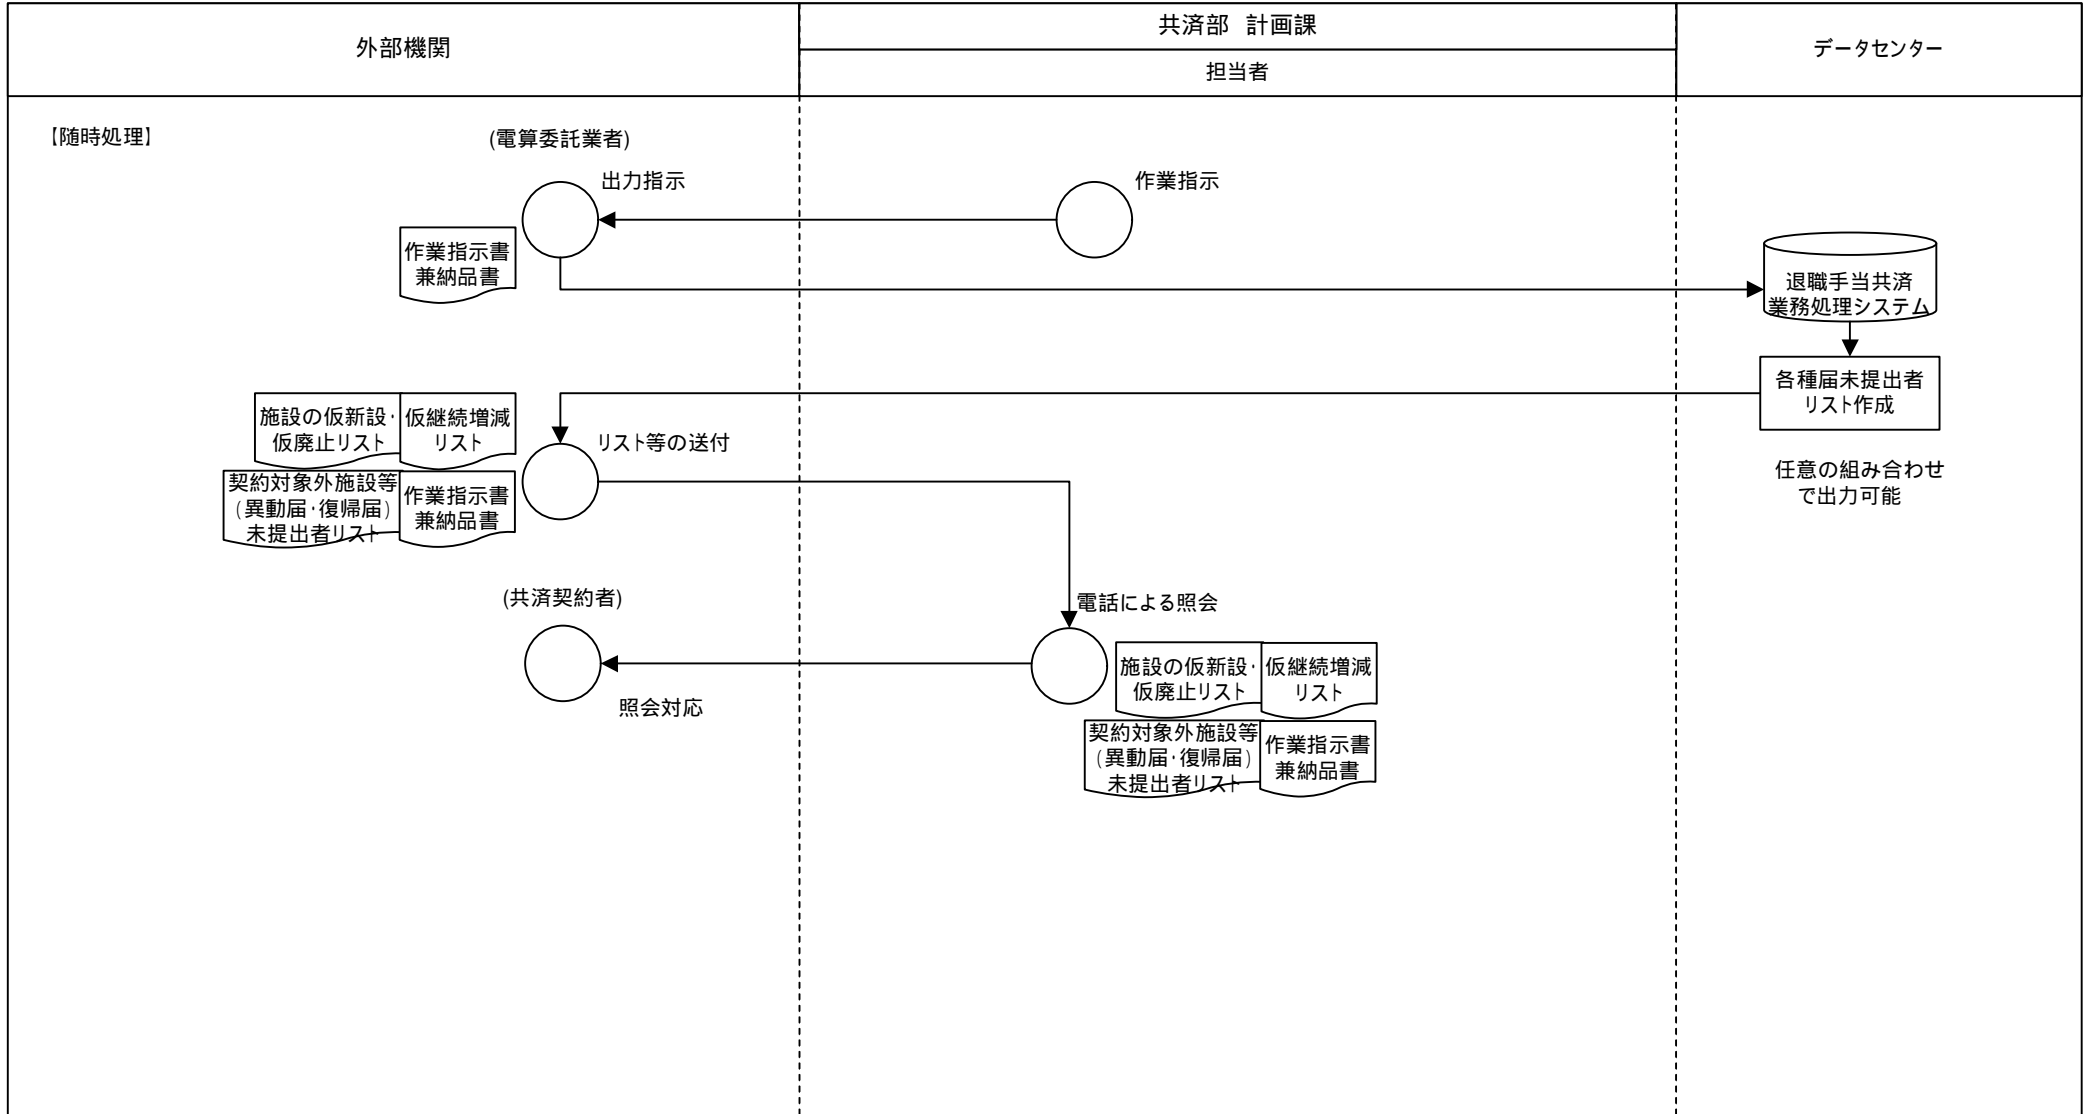 外部機関
共済部 計画課
担当者
データセンター
【随時処理】
(電算委託業者)
出力指示
作業指示
作業指示書
兼納品書
退職手当共済
業務処理システム
各種届未提出者
リスト作成
任意の組み合わせ
で出力可能
施設の仮新設・
仮廃止リスト
仮継続増減
リスト
リスト等の送付
契約対象外施設等
(異動届・復帰届)
未提出者リスト
作業指示書
兼納品書
(共済契約者)
電話による照会
照会対応
施設の仮新設・
仮廃止リスト
仮継続増減
リスト
契約対象外施設等
(異動届・復帰届)
未提出者リスト
作業指示書
兼納品書